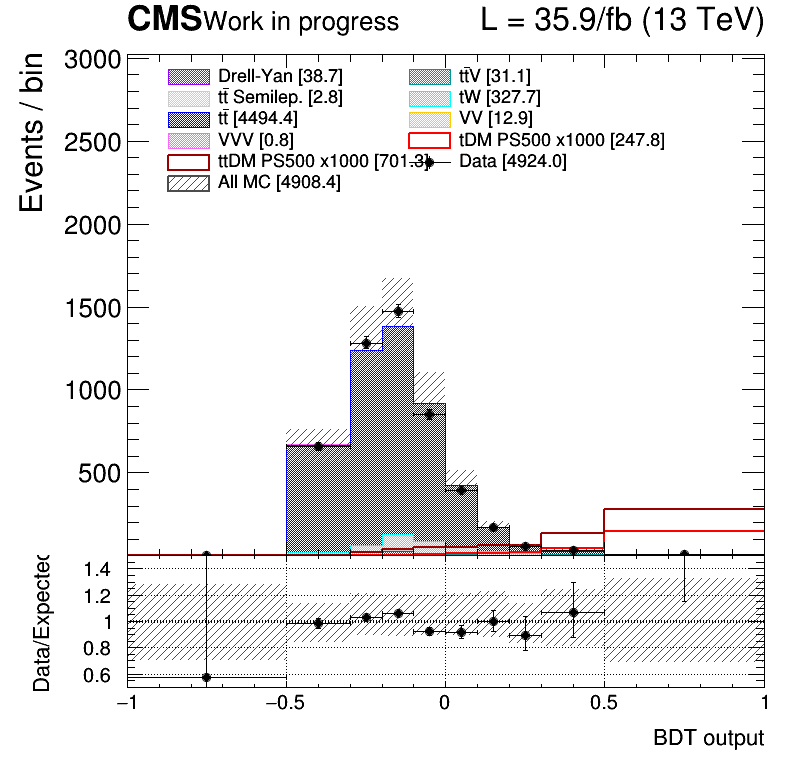 CMS Work in progress L = 35.9/fb (13 TeV)
Events / bin
3000
2500
2000
1500
1000
500
Drell-Yan [38.7] tt̄V [31.1]
tt̄ Semilep. [2.8] tW [327.7]
tt̄ [4494.4] VV [12.9]
VVV [0.8] tDM PS500 x1000 [247.8]
ttDM PS500 x1000 [701.3] Data [4924.0]
All MC [4908.4]
Data/Expected
1.4
1.2
1
0.8
0.6
−1 −0.5 0 0.5 1
BDT output